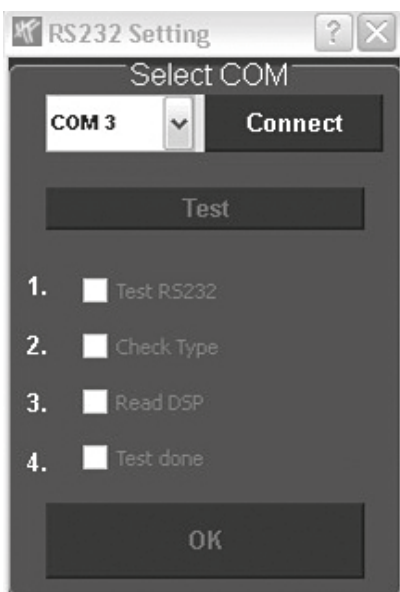 RS232 Setting
Select COM
COM 3 Connect
Test
1. Test RS232
2. Check Type
3. Read DSP
4. Test done
OK